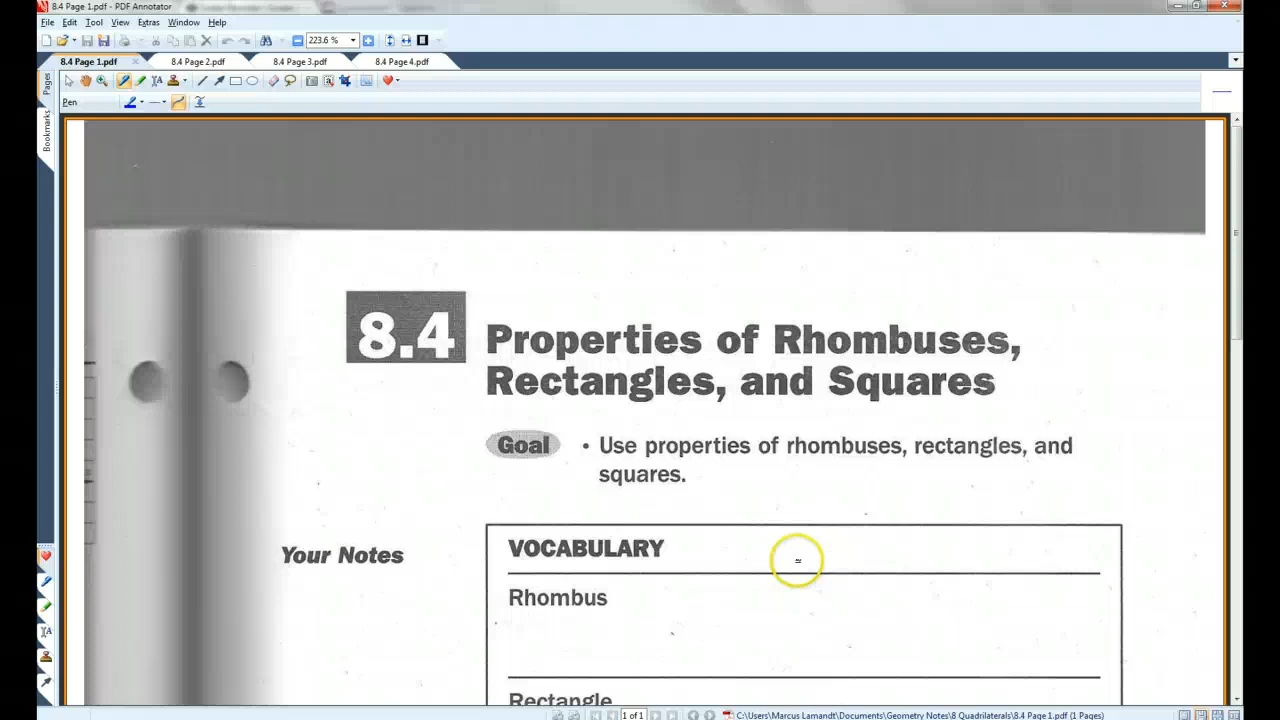 8.4 Page 1.pdf - PDF Annotator
File Edit Tool View Extras Window Help
223.6 %
8.4 Page 1.pdf 8.4 Page 2.pdf 8.4 Page 3.pdf 8.4 Page 4.pdf
Pen
Pages
Bookmarks
8.4 Properties of Rhombuses,
Rectangles, and Squares
Goal • Use properties of rhombuses, rectangles, and
squares.
Your Notes
VOCABULARY
Rhombus
Rectangle
1 of 1
C:\Users\Marcus Lamandt\Documents\Geometry Notes\8 Quadrilaterals\8.4 Page 1.pdf (1 Pages)